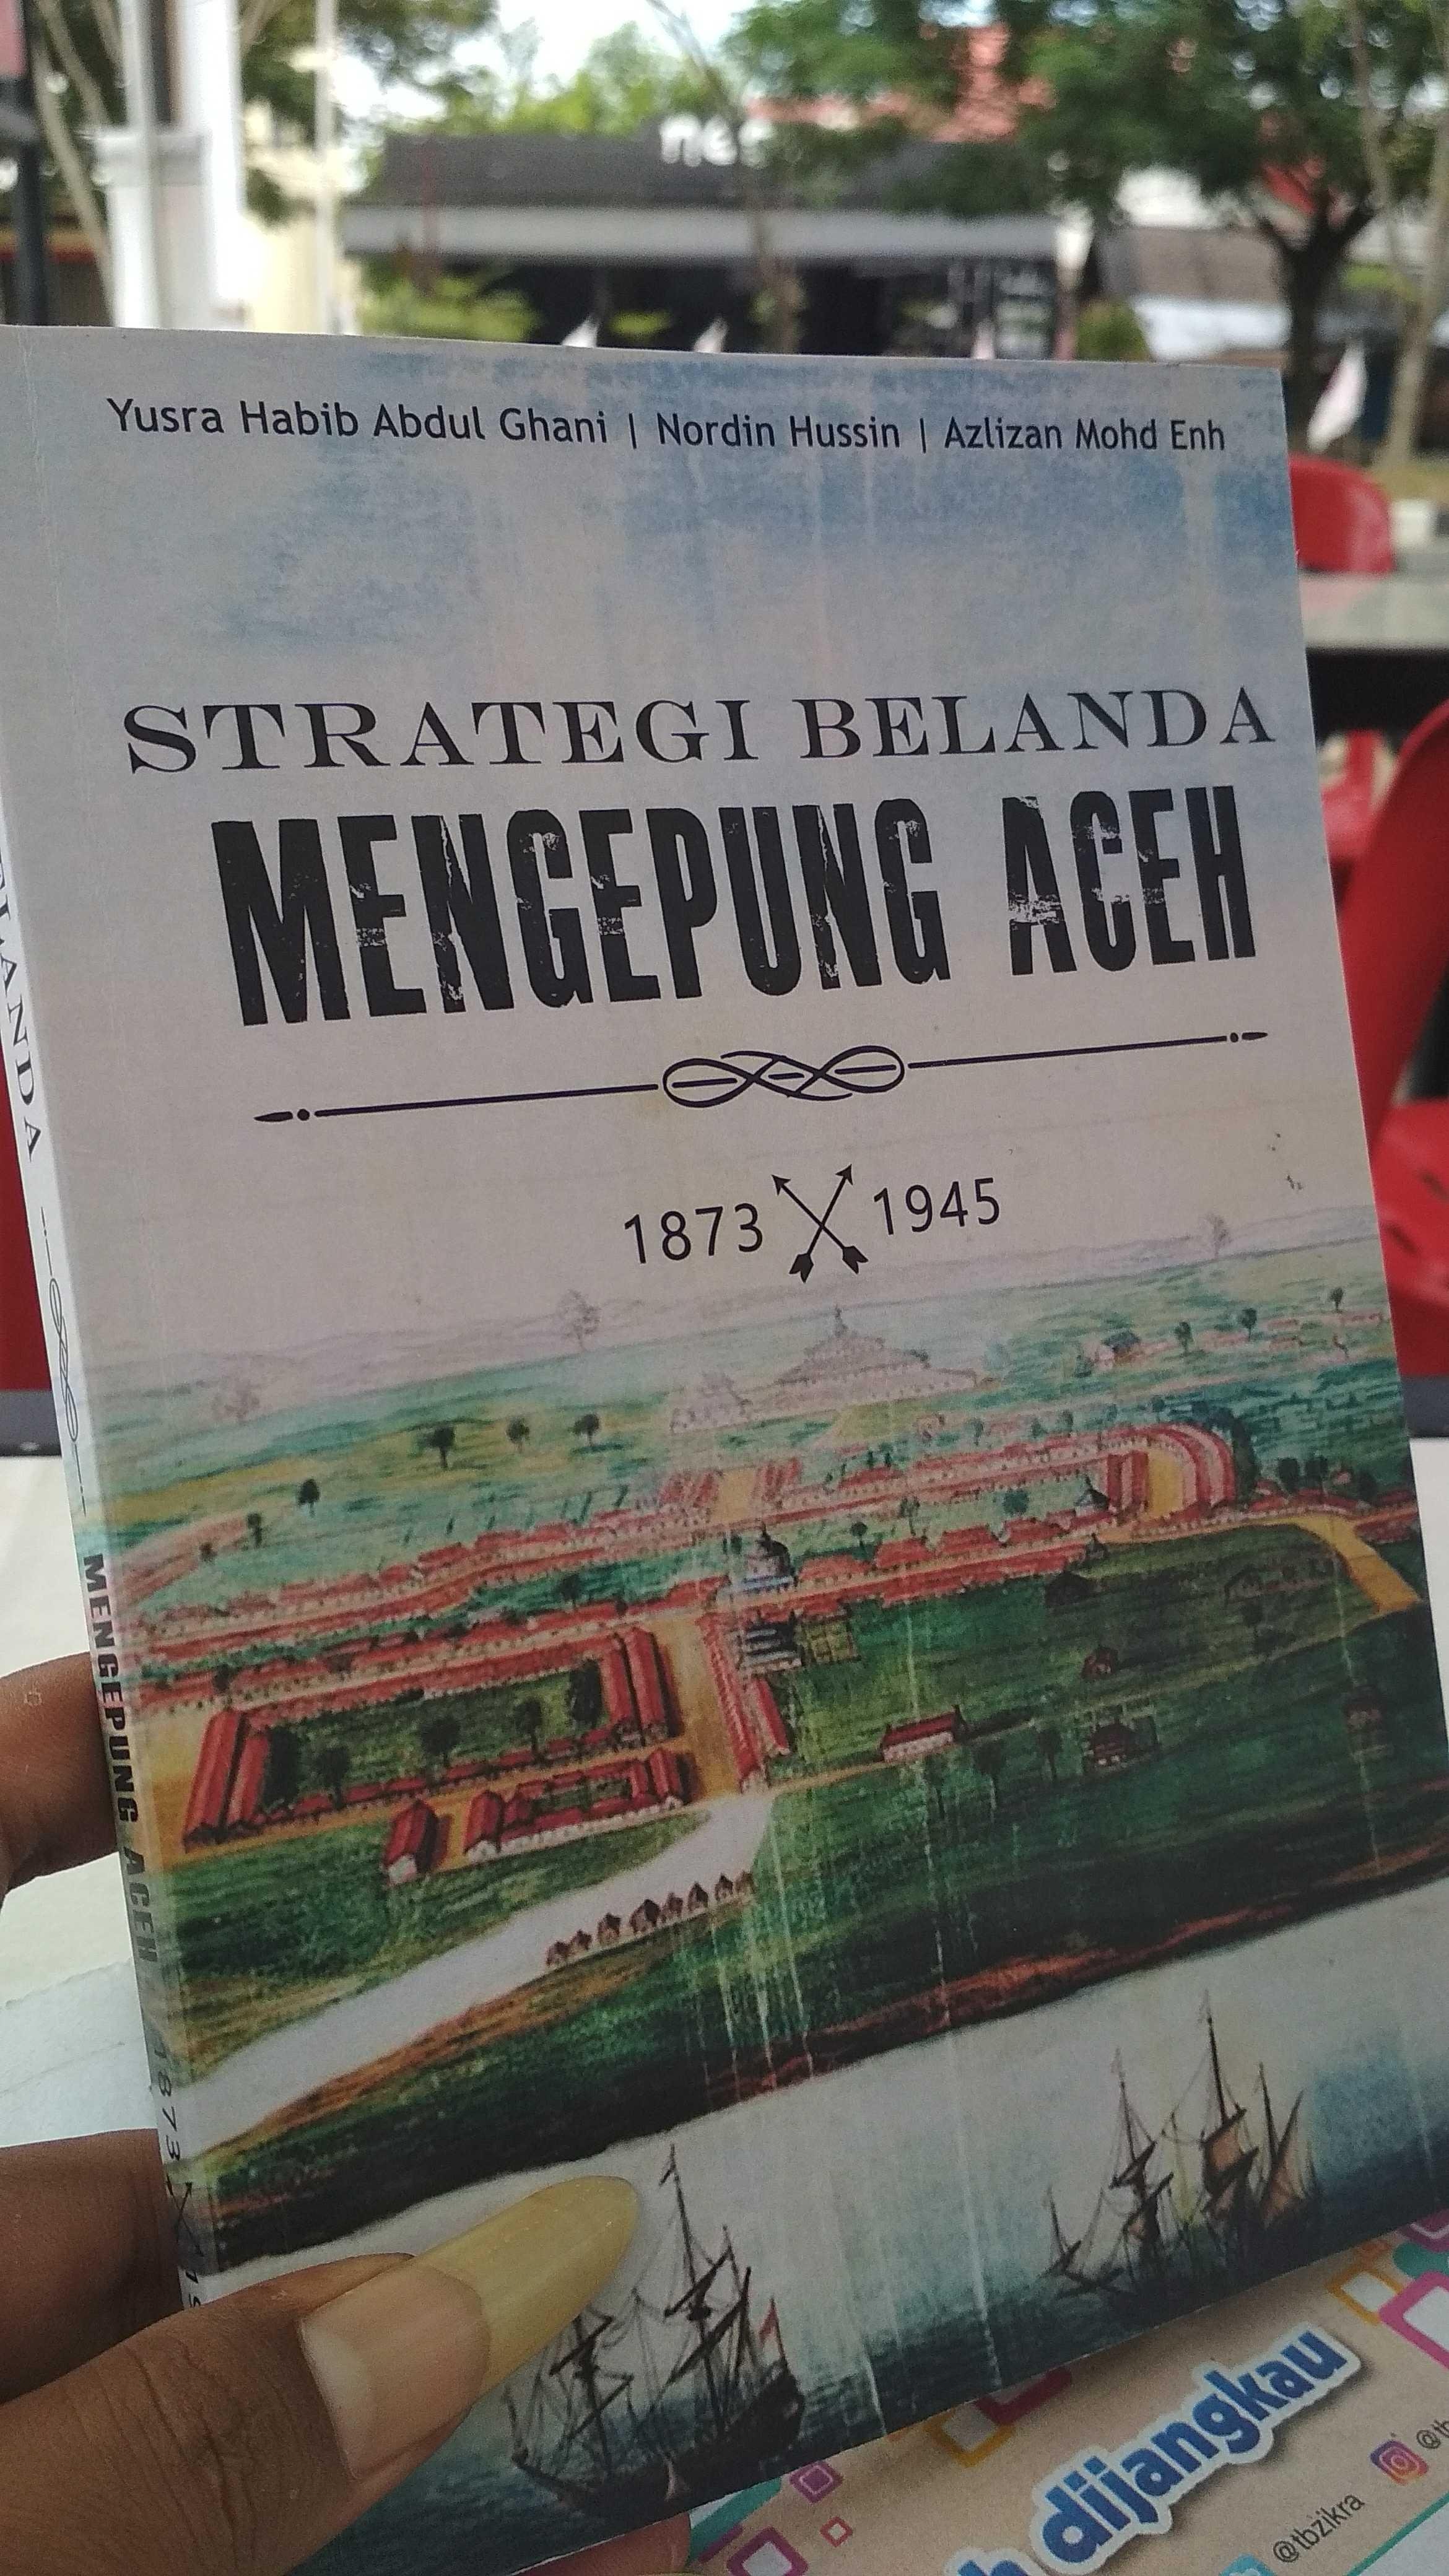 Yusra Habib Abdul Ghani | Nordin Hussin | Azlizan Mohd Enh
STRATEGI BELANDA
MENGEPUNG ACEH
1873 1945
MENGEPUNG ACEH 1873
dijangkau
@tbzikra